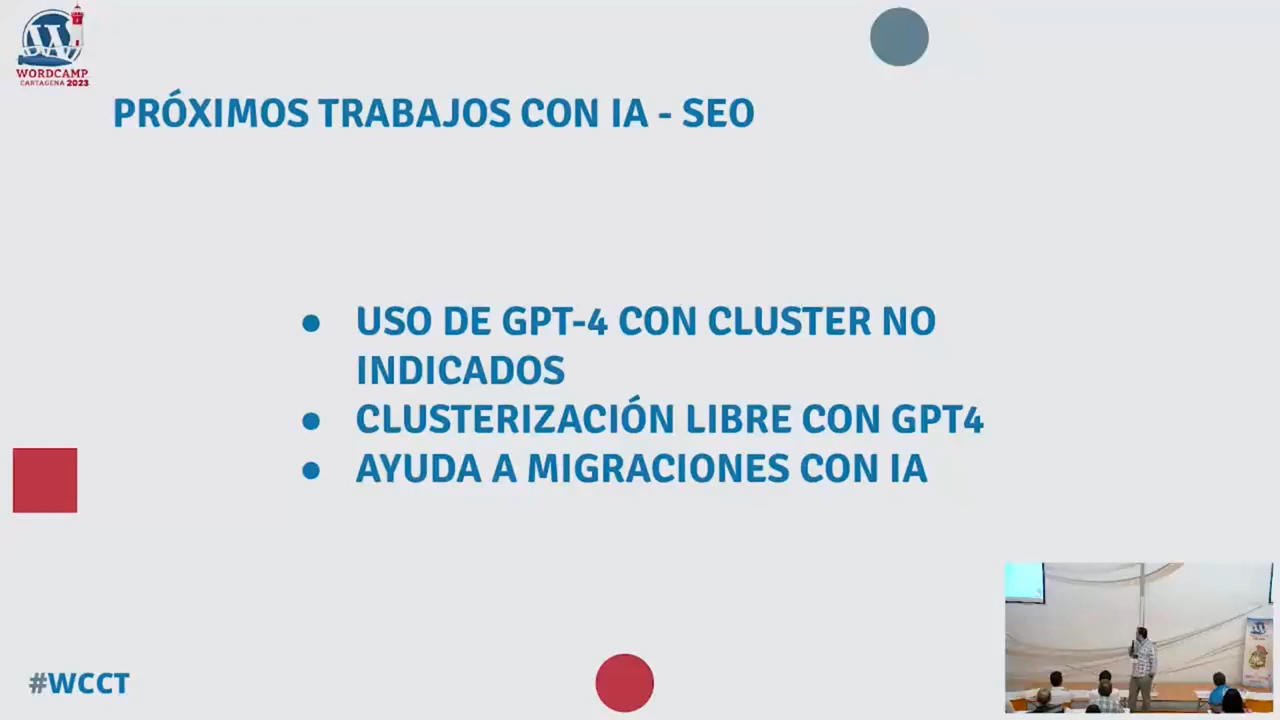 WORDCAMP
CARTAGENA 2023
PRÓXIMOS TRABAJOS CON IA - SEO
● USO DE GPT-4 CON CLUSTER NO
INDICADOS
● CLUSTERIZACIÓN LIBRE CON GPT4
● AYUDA A MIGRACIONES CON IA
#WCCT